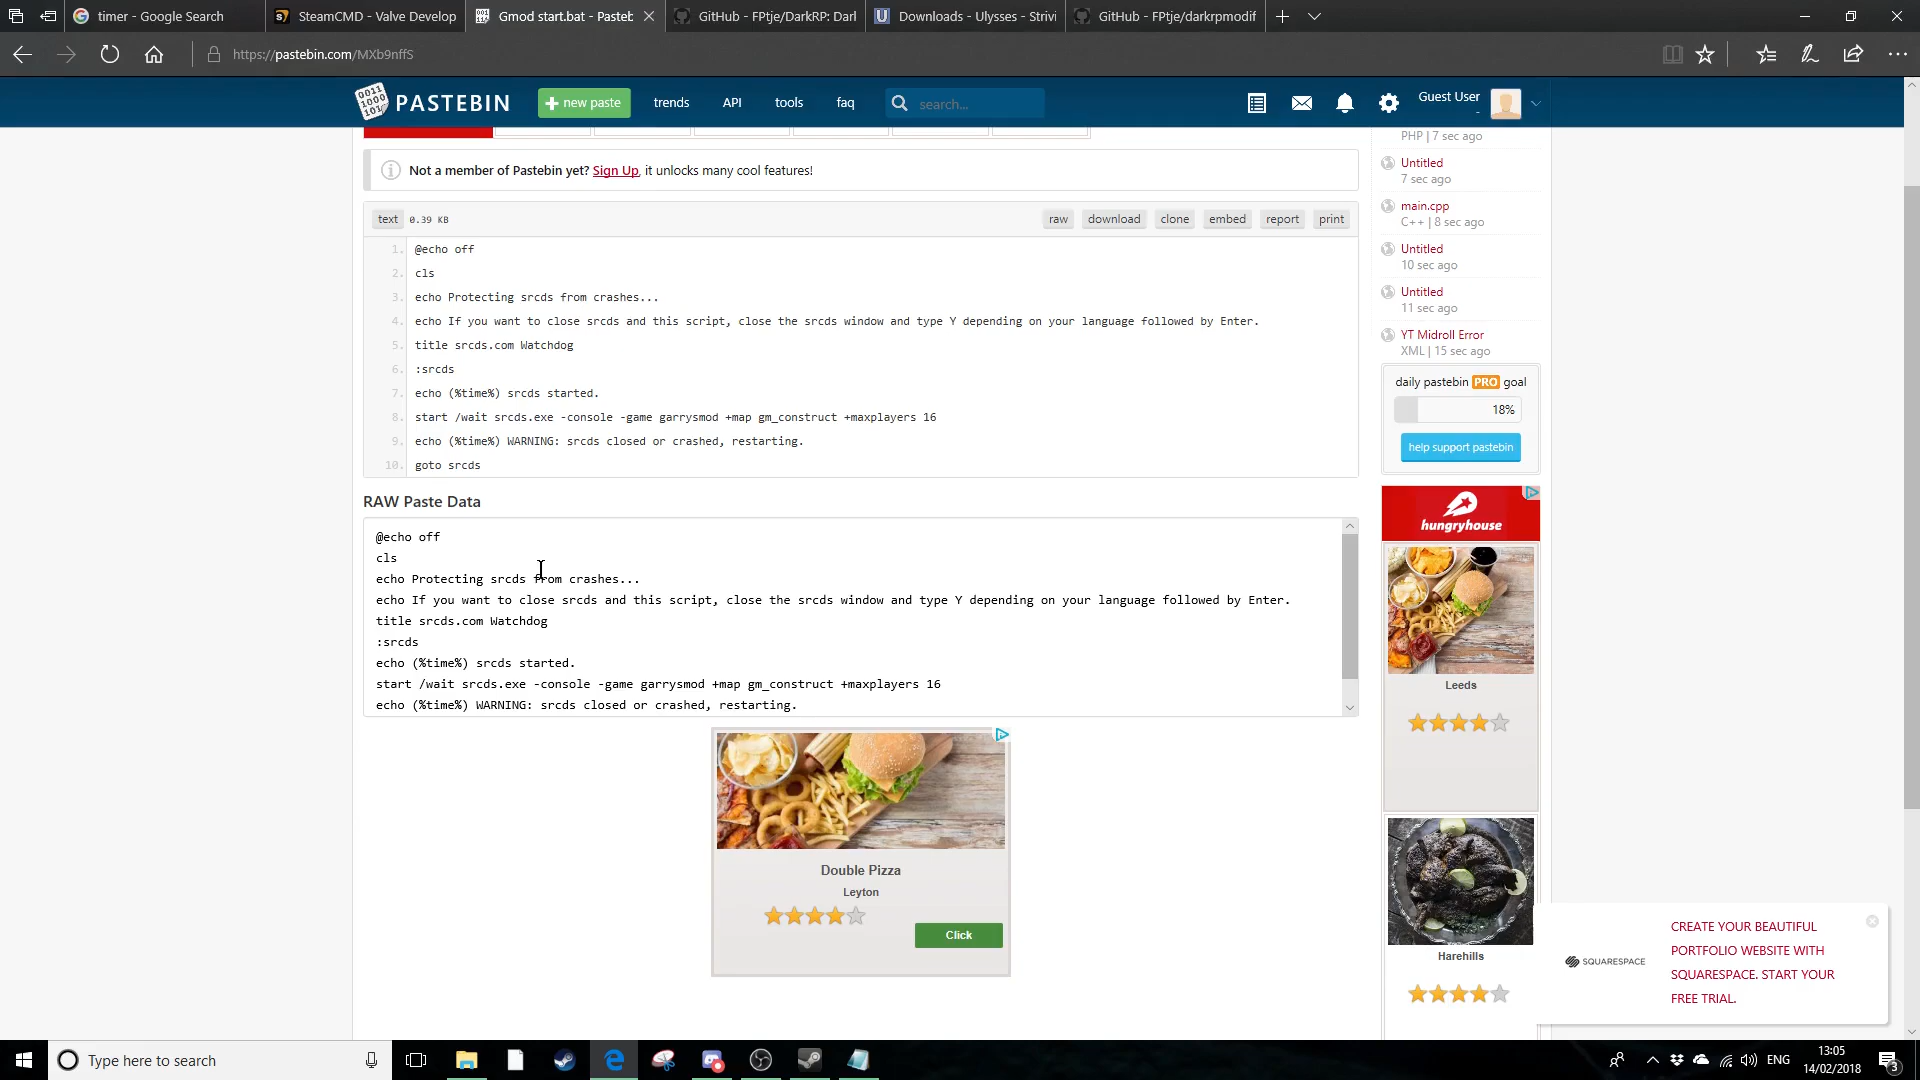 timer - Google Search
SteamCMD - Valve Develop
Gmod start.bat - Pasteb
GitHub - FPtje/DarkRP: Darl
Downloads - Ulysses - Strivi
GitHub - FPtje/darkrpmodif
https://pastebin.com/MXb9nffS
PASTEBIN
+ new paste
trends
API
tools
faq
search...
Guest User
-
PHP | 7 sec ago
Not a member of Pastebin yet? Sign Up, it unlocks many cool features!
Untitled
7 sec ago
main.cpp
C++ | 8 sec ago
Untitled
10 sec ago
Untitled
11 sec ago
YT Midroll Error
XML | 15 sec ago
text 0.39 KB
raw download clone embed report print
1. @echo off
2. cls
3. echo Protecting srcds from crashes...
4. echo If you want to close srcds and this script, close the srcds window and type Y depending on your language followed by Enter.
5. title srcds.com Watchdog
6. :srcds
7. echo (%time%) srcds started.
8. start /wait srcds.exe -console -game garrysmod +map gm_construct +maxplayers 16
9. echo (%time%) WARNING: srcds closed or crashed, restarting.
10. goto srcds
daily pastebin PRO goal
18%
help support pastebin
RAW Paste Data
@echo off
cls
echo Protecting srcds from crashes...
echo If you want to close srcds and this script, close the srcds window and type Y depending on your language followed by Enter.
title srcds.com Watchdog
:srcds
echo (%time%) srcds started.
start /wait srcds.exe -console -game garrysmod +map gm_construct +maxplayers 16
echo (%time%) WARNING: srcds closed or crashed, restarting.
hungryhouse
Leeds
Harehills
Double Pizza
Leyton
Click
SQUARESPACE
CREATE YOUR BEAUTIFUL
PORTFOLIO WEBSITE WITH
SQUARESPACE. START YOUR
FREE TRIAL.
Type here to search
ENG
13:05
14/02/2018
3